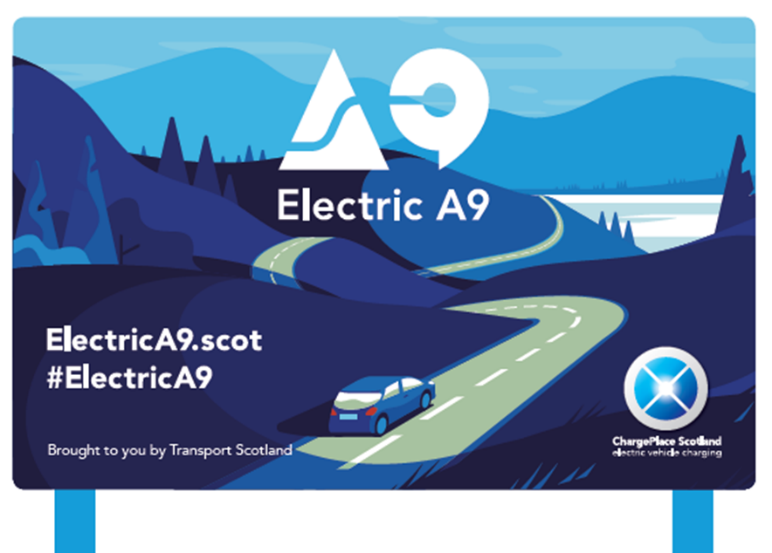 A9
Electric A9
ElectricA9.scot
#ElectricA9
Brought to you by Transport Scotland
ChargePlace Scotland
electric vehicle charging